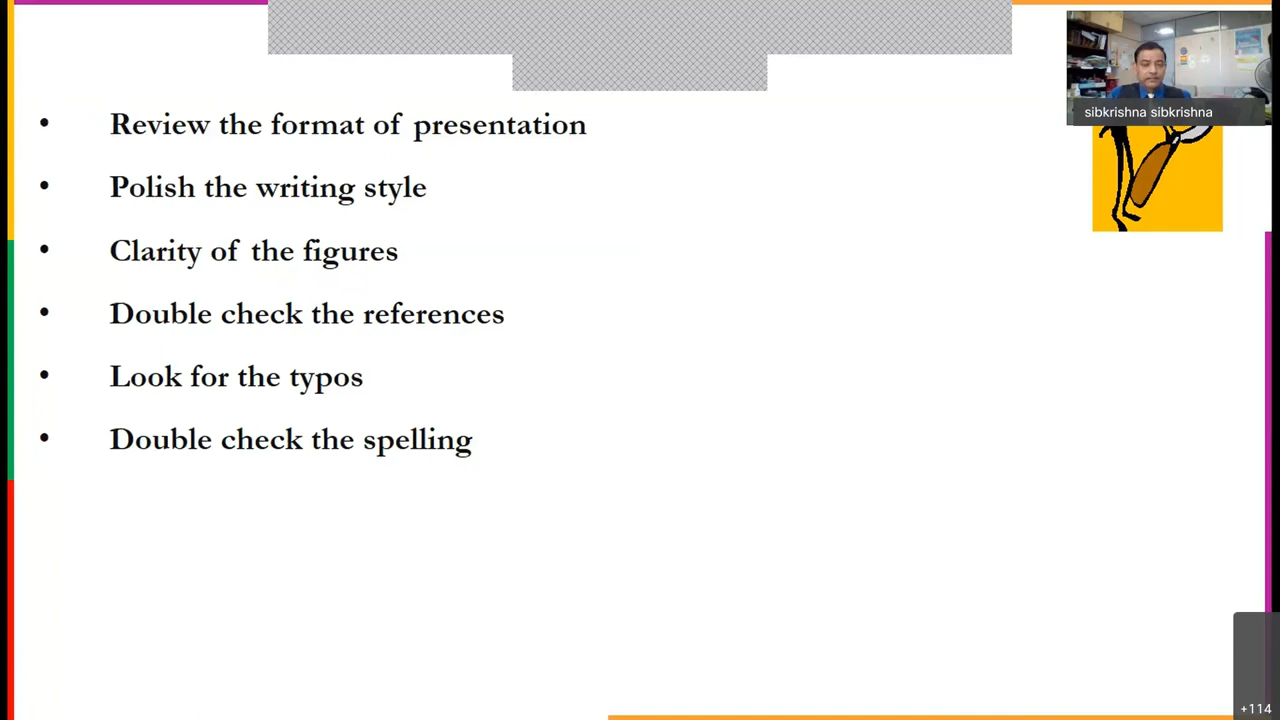 sibkrishna sibkrishna
• Review the format of presentation
• Polish the writing style
• Clarity of the figures
• Double check the references
• Look for the typos
• Double check the spelling
+114